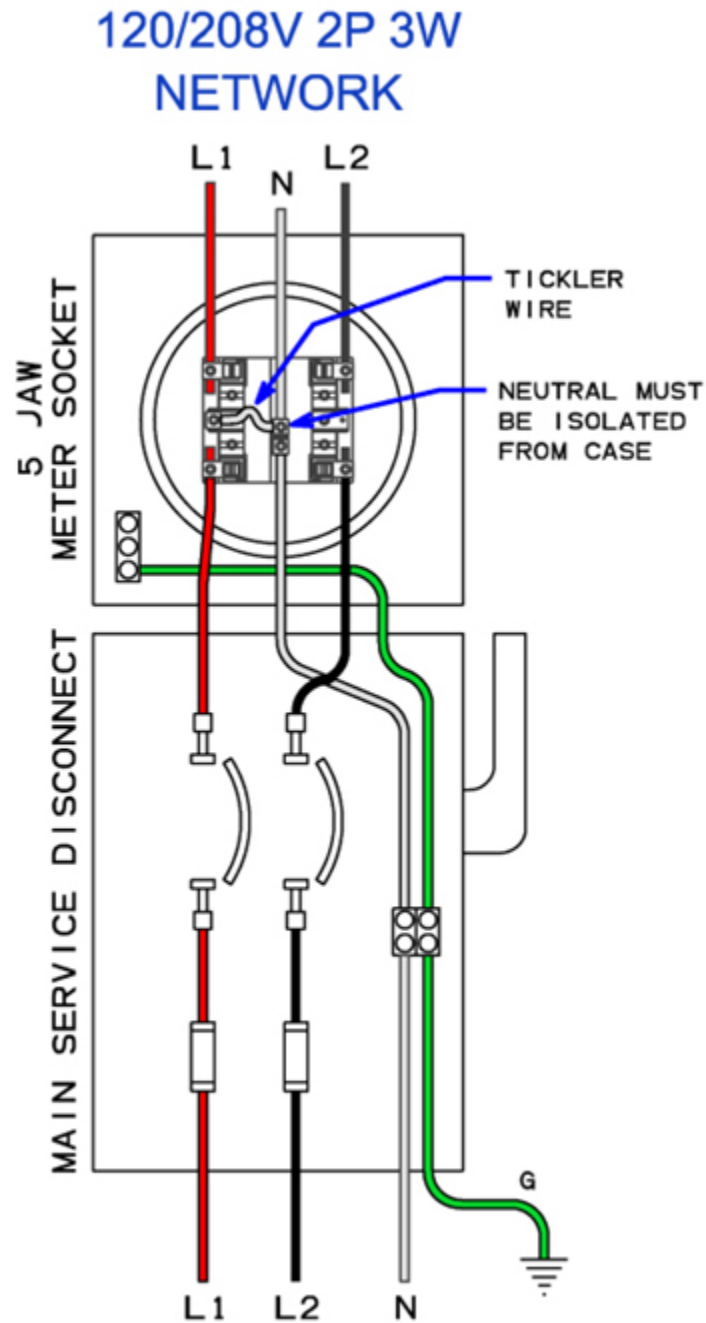 120/208V 2P 3W
NETWORK
L1
N
L2
5 JAW
METER SOCKET
TICKLER
WIRE
NEUTRAL MUST
BE ISOLATED
FROM CASE
MAIN SERVICE DISCONNECT
G
L1
L2
N